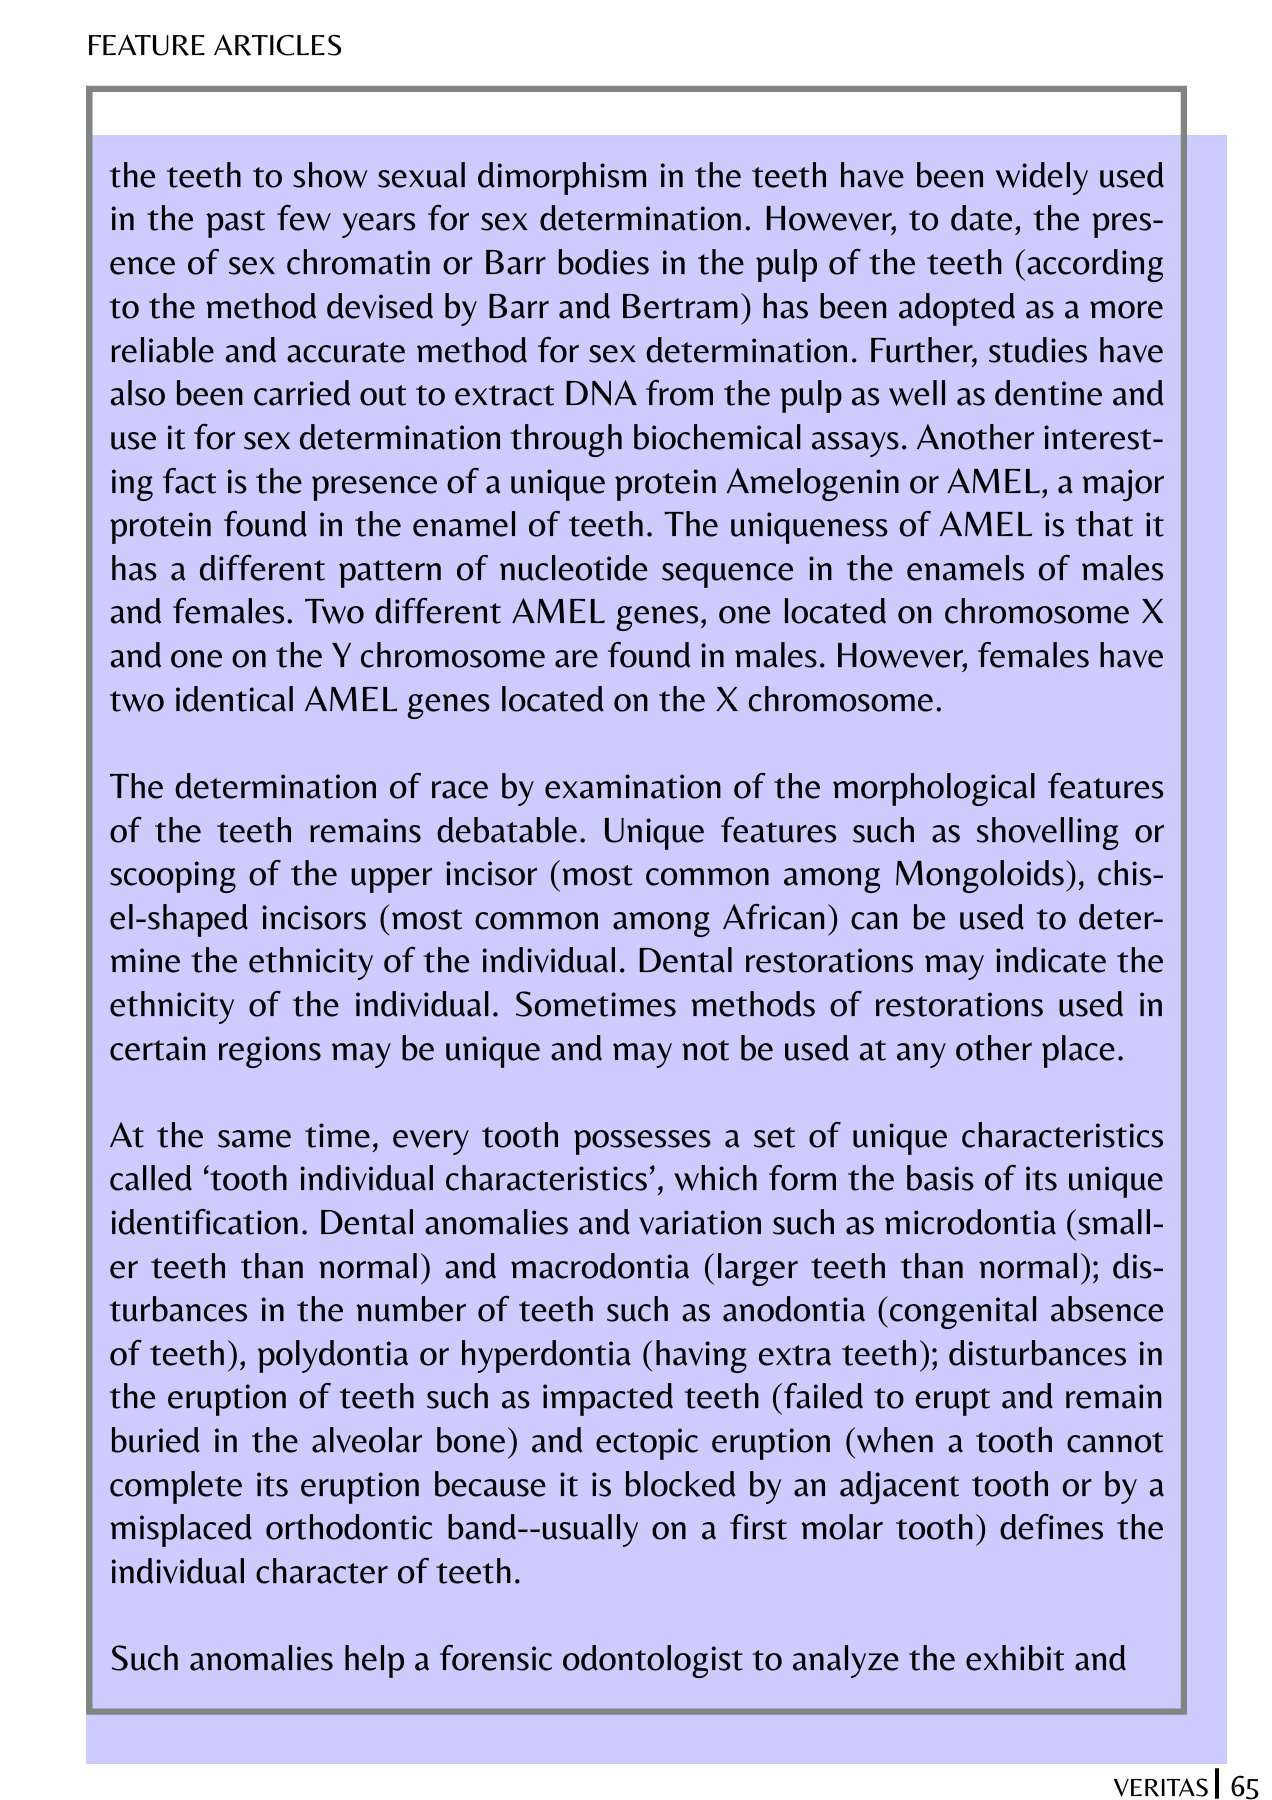 FEATURE ARTICLES
the teeth to show sexual dimorphism in the teeth have been widely used
in the past few years for sex determination. However, to date, the pres-
ence of sex chromatin or Barr bodies in the pulp of the teeth (according
to the method devised by Barr and Bertram) has been adopted as a more
reliable and accurate method for sex determination. Further, studies have
also been carried out to extract DNA from the pulp as well as dentine and
use it for sex determination through biochemical assays. Another interest-
ing fact is the presence of a unique protein Amelogenin or AMEL, a major
protein found in the enamel of teeth. The uniqueness of AMEL is that it
has a different pattern of nucleotide sequence in the enamels of males
and females. Two different AMEL genes, one located on chromosome X
and one on the Y chromosome are found in males. However, females have
two identical AMEL genes located on the X chromosome.
The determination of race by examination of the morphological features
of the teeth remains debatable. Unique features such as shovelling or
scooping of the upper incisor (most common among Mongoloids), chis-
el-shaped incisors (most common among African) can be used to deter-
mine the ethnicity of the individual. Dental restorations may indicate the
ethnicity of the individual. Sometimes methods of restorations used in
certain regions may be unique and may not be used at any other place.
At the same time, every tooth possesses a set of unique characteristics
called ‘tooth individual characteristics’, which form the basis of its unique
identification. Dental anomalies and variation such as microdontia (small-
er teeth than normal) and macrodontia (larger teeth than normal); dis-
turbances in the number of teeth such as anodontia (congenital absence
of teeth), polydontia or hyperdontia (having extra teeth); disturbances in
the eruption of teeth such as impacted teeth (failed to erupt and remain
buried in the alveolar bone) and ectopic eruption (when a tooth cannot
complete its eruption because it is blocked by an adjacent tooth or by a
misplaced orthodontic band--usually on a first molar tooth) defines the
individual character of teeth.
Such anomalies help a forensic odontologist to analyze the exhibit and
VERITAS | 65